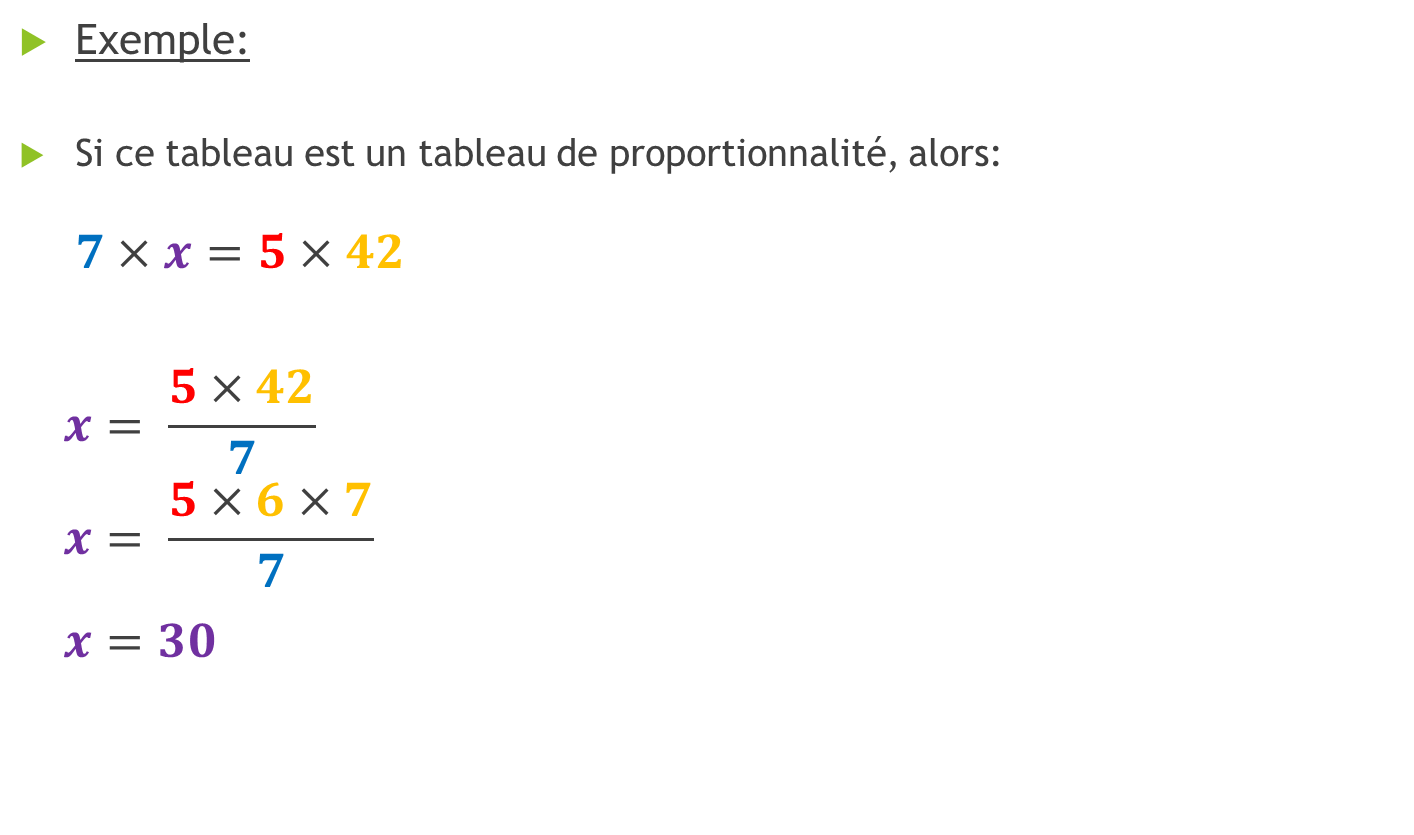 Exemple:
Si ce tableau est un tableau de proportionnalité, alors:
7 × x = 5 × 42
x = (5 × 42) / 7
x = (5 × 6 × 7) / 7
x = 30